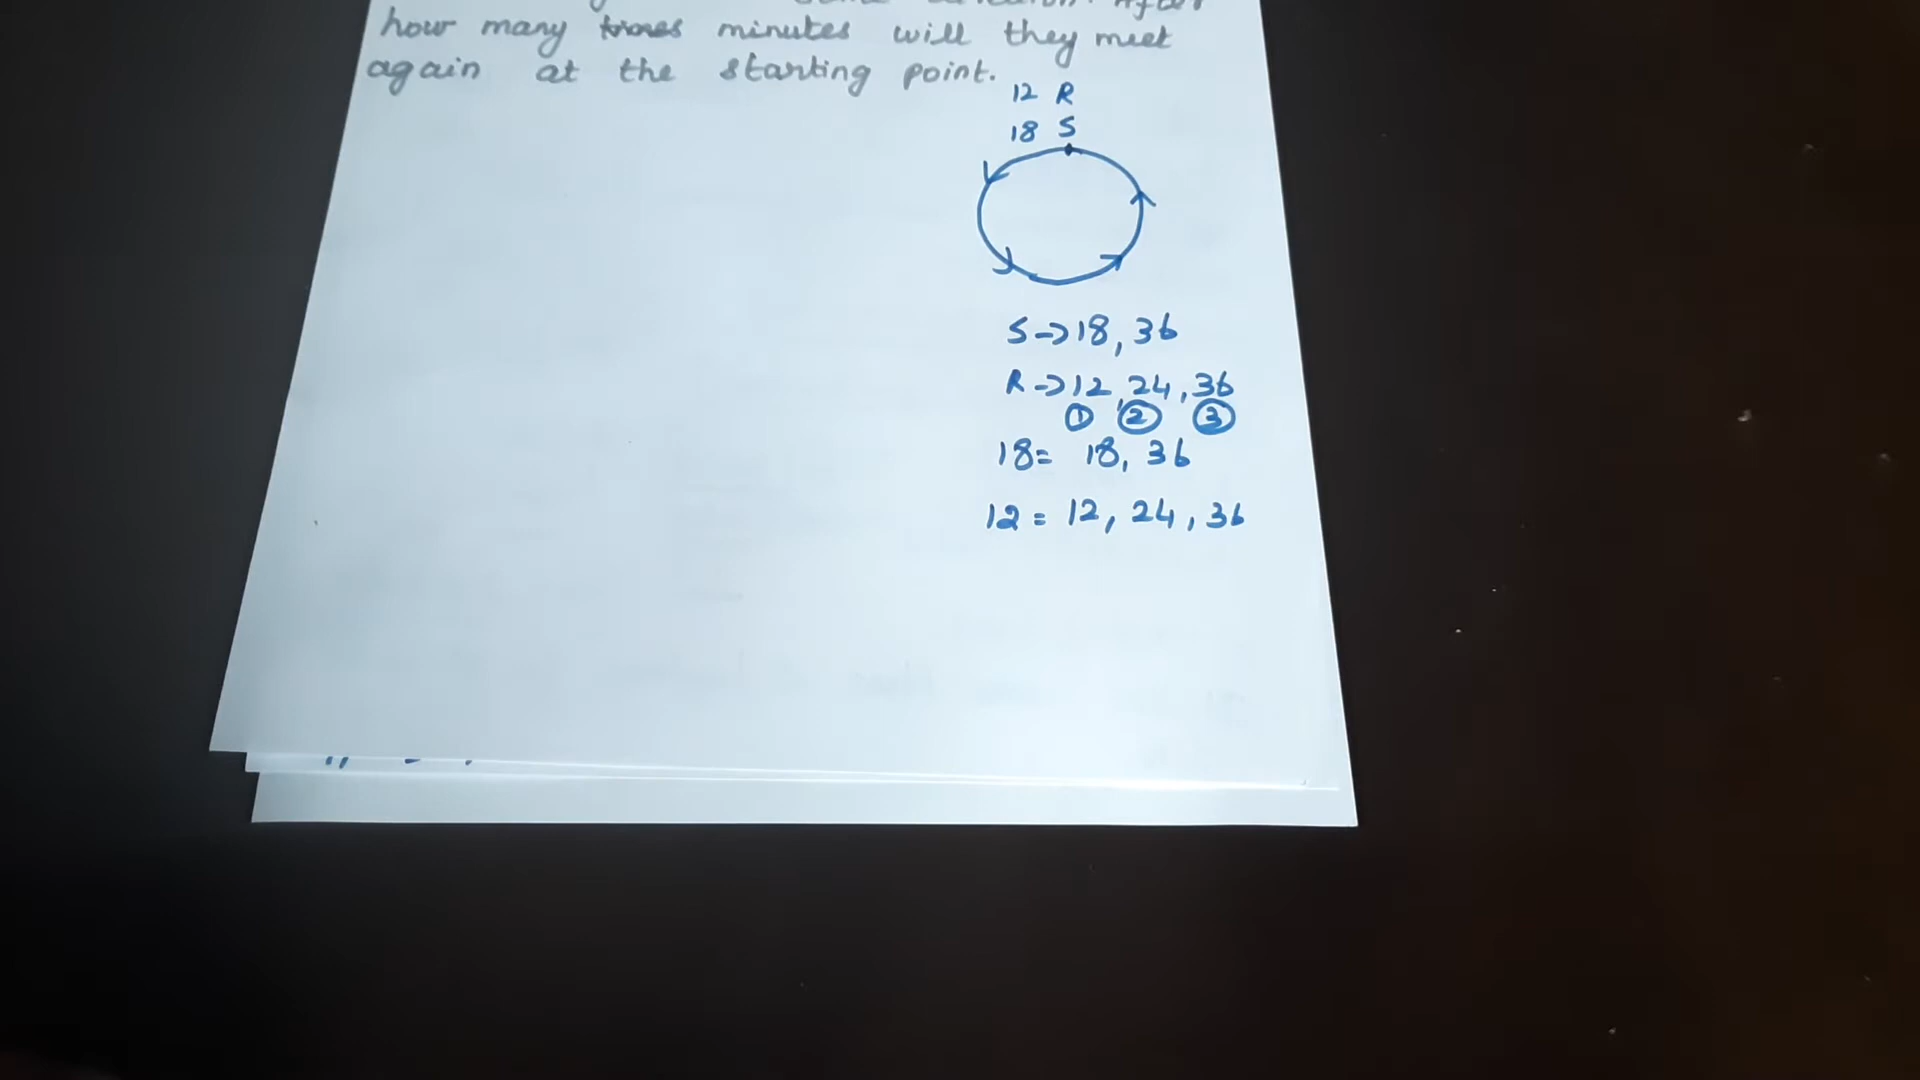 how many minutes will they meet
again at the starting point.
12 R
18 S
S → 18, 36
R → 12, 24, 36
① ② ③
18 = 18, 36
12 = 12, 24, 36